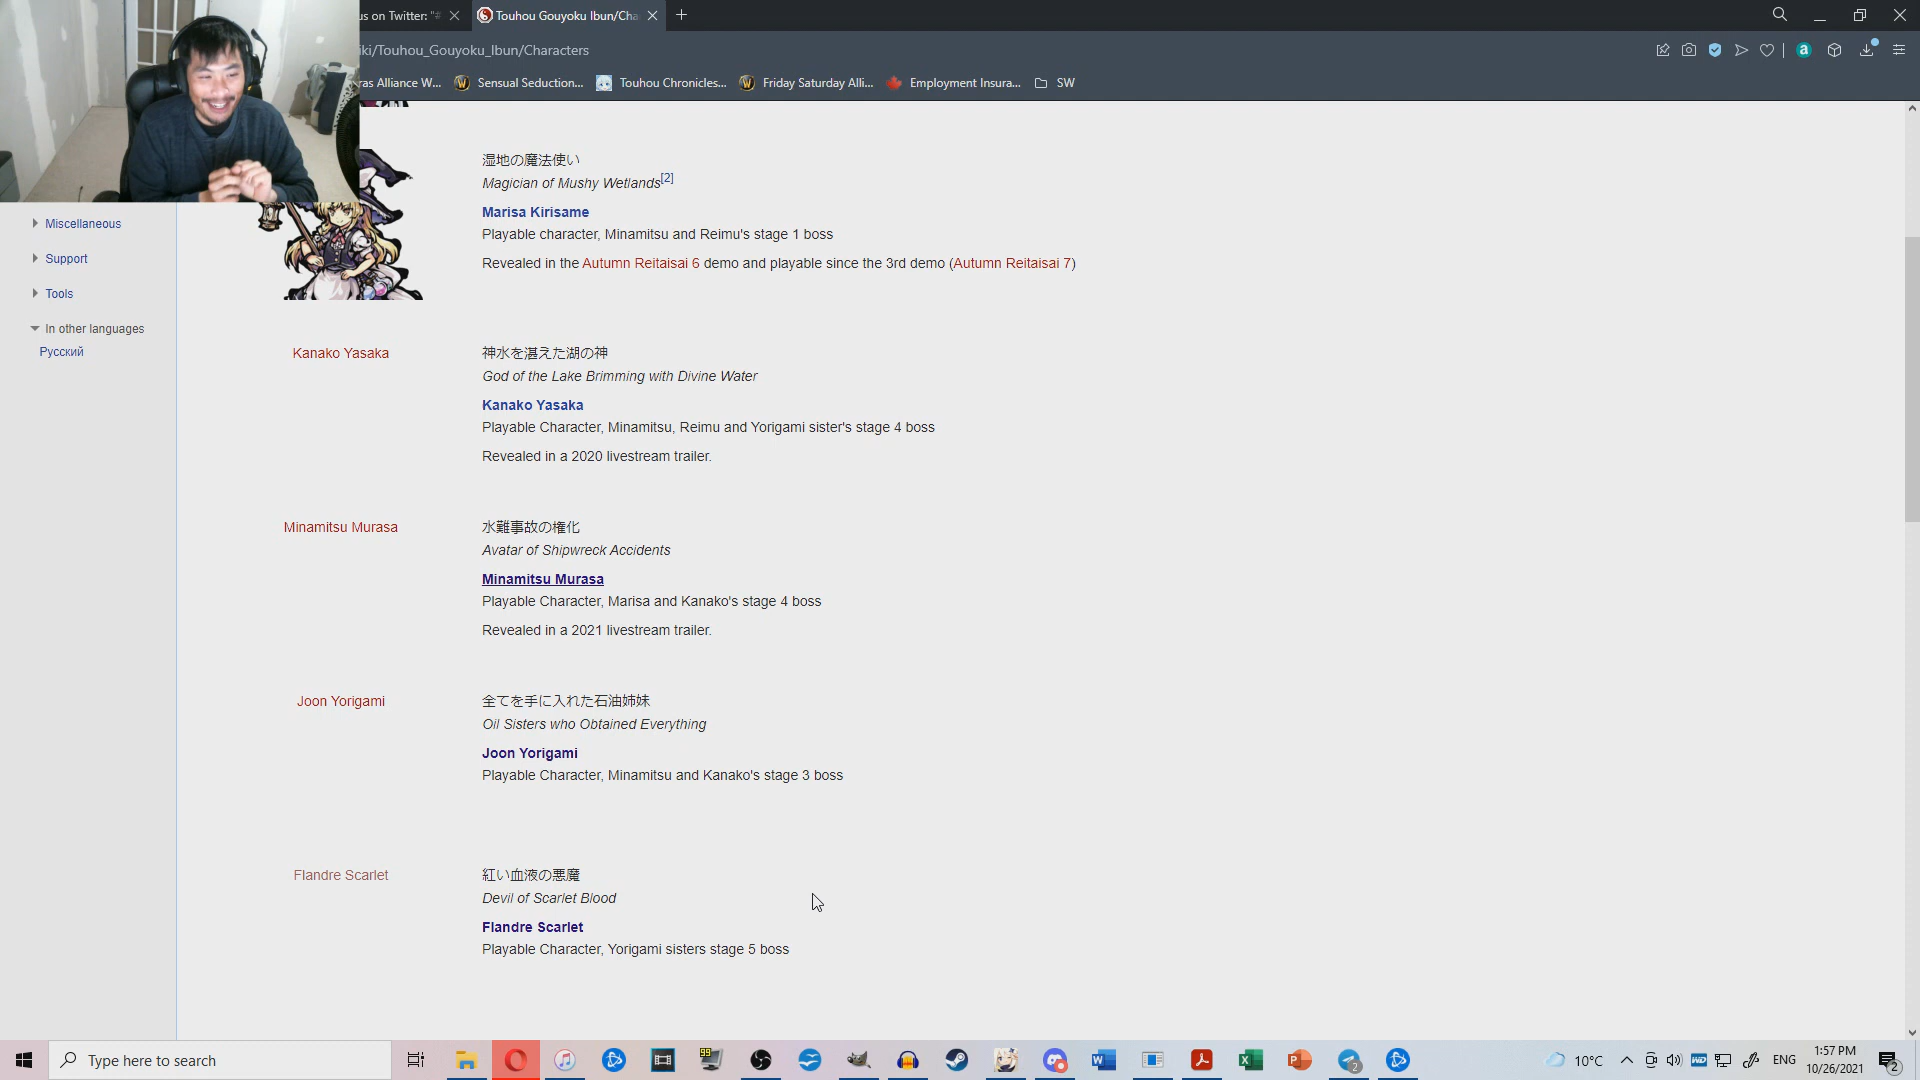 us on Twitter: "#
Touhou Gouyoku Ibun/Cha
iki/Touhou_Gouyoku_Ibun/Characters
ras Alliance W...
Sensual Seduction...
Touhou Chronicles...
Friday Saturday Alli...
Employment Insura...
SW
湿地の魔法使い
Magician of Mushy Wetlands[2]
Marisa Kirisame
Playable character, Minamitsu and Reimu's stage 1 boss
Revealed in the Autumn Reitaisai 6 demo and playable since the 3rd demo (Autumn Reitaisai 7)
Miscellaneous
Support
Tools
In other languages
Русский
Kanako Yasaka
神水を湛えた湖の神
God of the Lake Brimming with Divine Water
Kanako Yasaka
Playable Character, Minamitsu, Reimu and Yorigami sister's stage 4 boss
Revealed in a 2020 livestream trailer.
Minamitsu Murasa
水難事故の権化
Avatar of Shipwreck Accidents
Minamitsu Murasa
Playable Character, Marisa and Kanako's stage 4 boss
Revealed in a 2021 livestream trailer.
Joon Yorigami
全てを手に入れた石油姉妹
Oil Sisters who Obtained Everything
Joon Yorigami
Playable Character, Minamitsu and Kanako's stage 3 boss
Flandre Scarlet
紅い血液の悪魔
Devil of Scarlet Blood
Flandre Scarlet
Playable Character, Yorigami sisters stage 5 boss
Type here to search
99
2
10°C
ENG
1:57 PM
10/26/2021
2